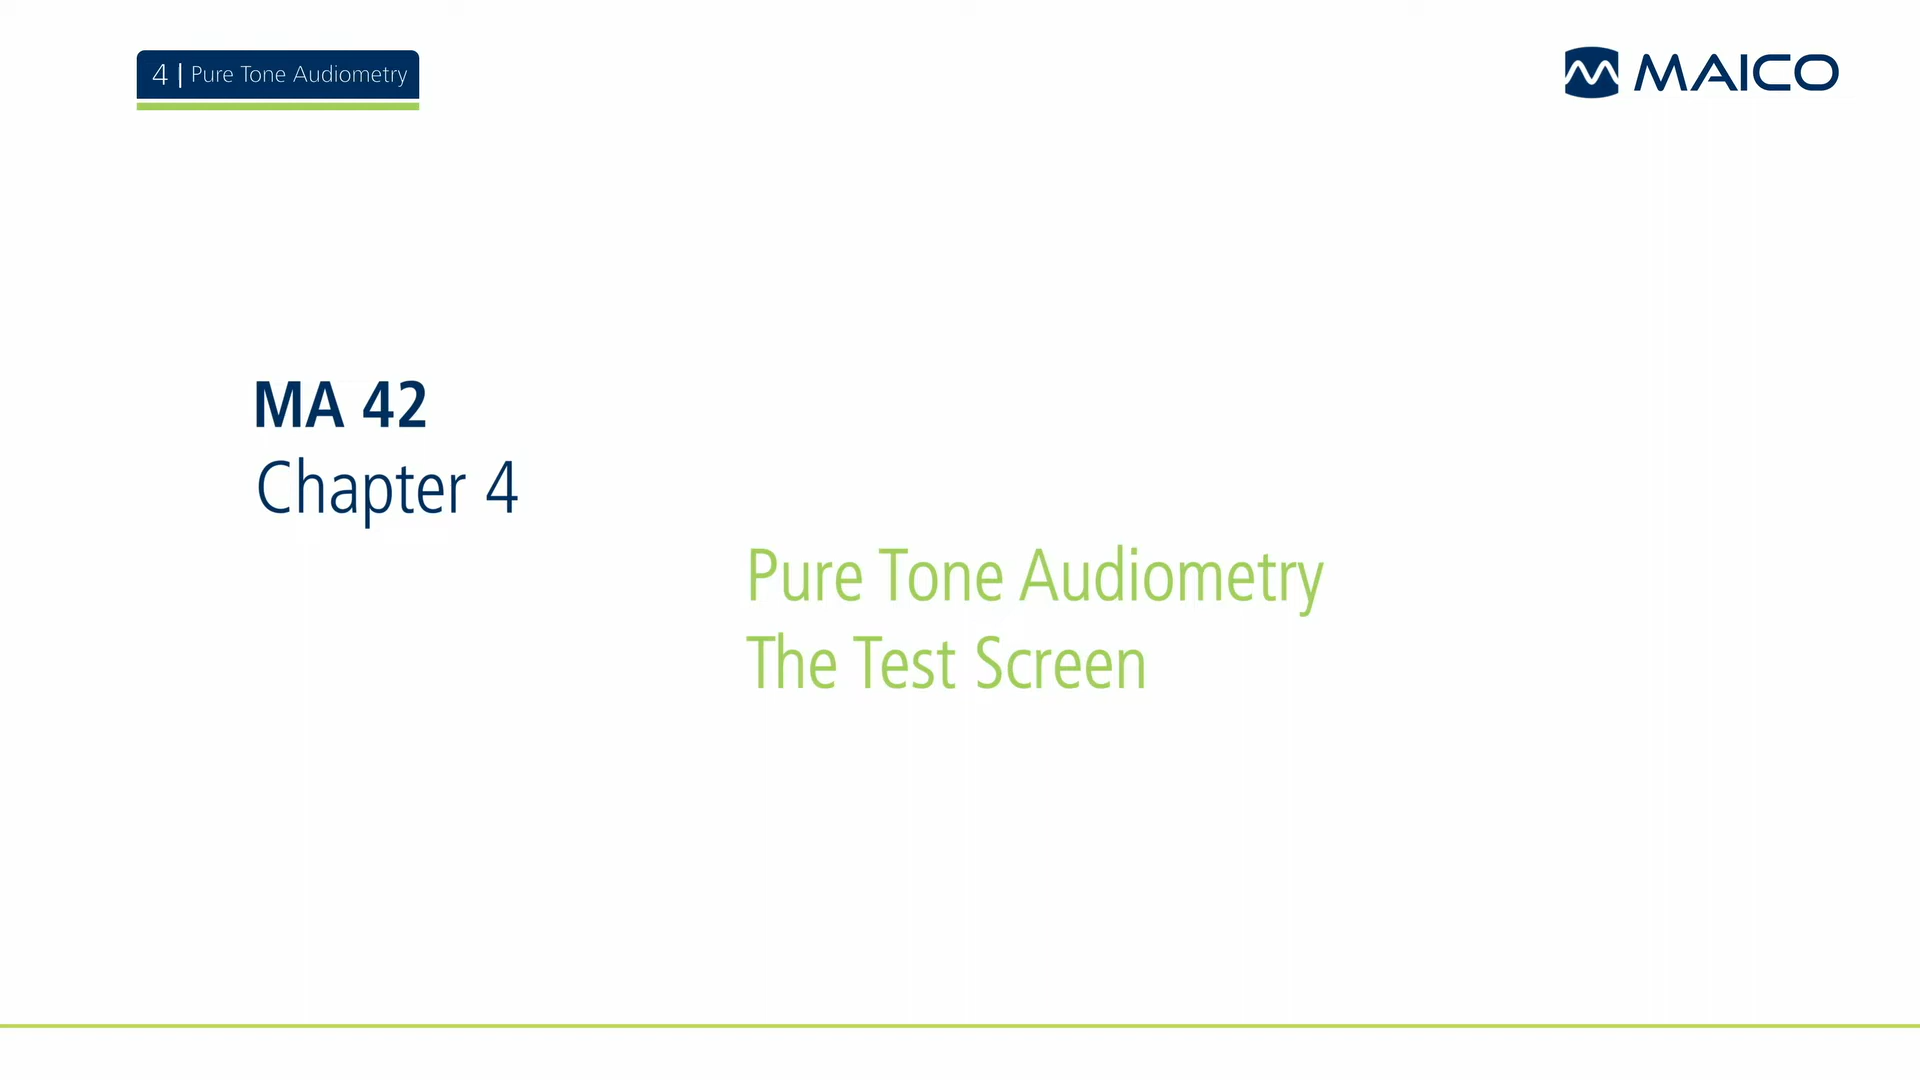 4 | Pure Tone Audiometry
MAICO
MA 42
Chapter 4
Pure Tone Audiometry
The Test Screen